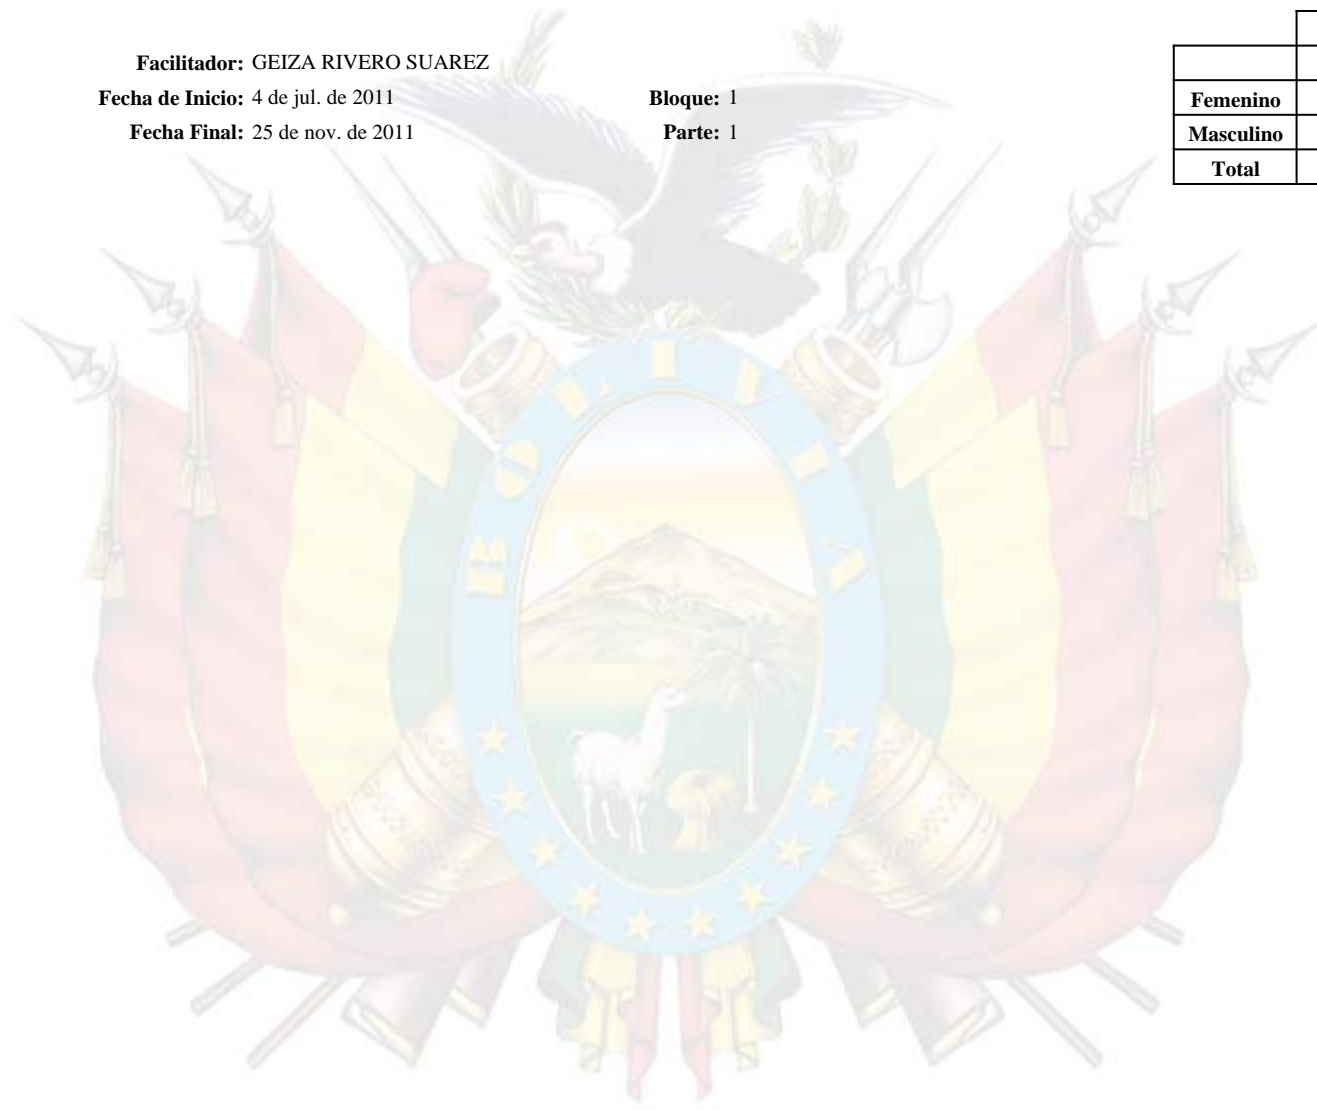 Facilitador: GEIZA RIVERO SUAREZ
Fecha de Inicio: 4 de jul. de 2011 Bloque: 1
Fecha Final: 25 de nov. de 2011 Parte: 1
Femenino
Masculino
Total
BOLIVIA